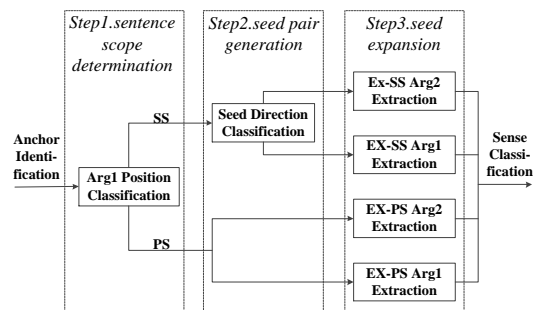 Step1.sentence
scope
determination
Step2.seed pair
generation
Step3.seed
expansion
Anchor
Identi-
fication
Arg1 Position
Classification
SS
PS
Seed Direction
Classification
Ex-SS Arg2
Extraction
EX-SS Arg1
Extraction
EX-PS Arg2
Extraction
EX-PS Arg1
Extraction
Sense
Classi-
fication